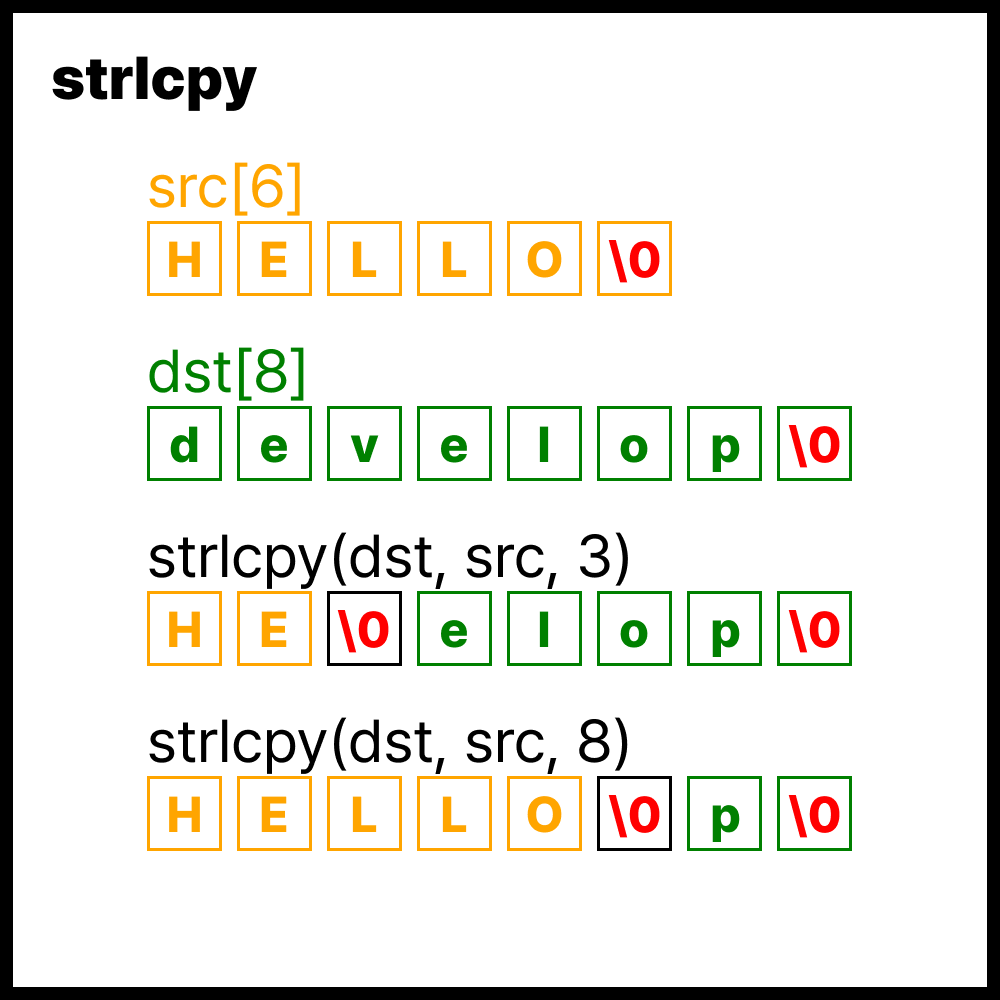 strlcpy
src[6]
H E L L O \0
dst[8]
d e v e l o p \0
strlcpy(dst, src, 3)
H E \0 e l o p \0
strlcpy(dst, src, 8)
H E L L O \0 p \0